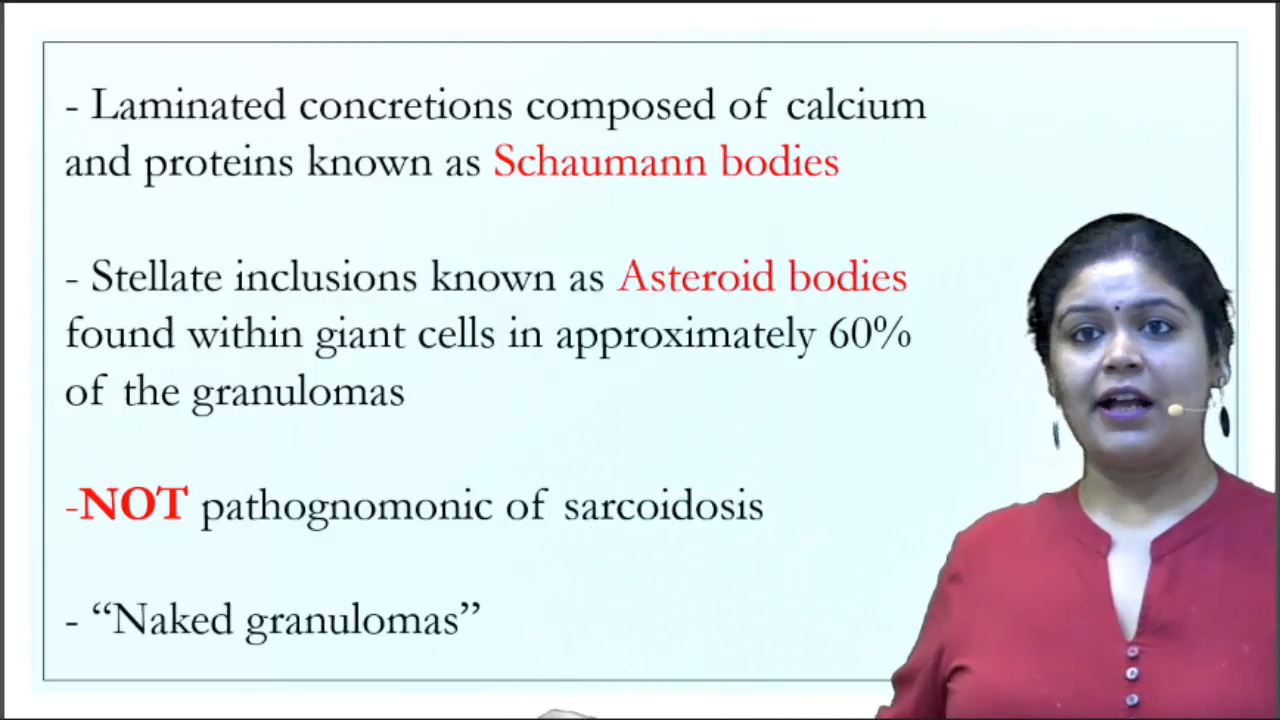 - Laminated concretions composed of calcium
and proteins known as Schaumann bodies
- Stellate inclusions known as Asteroid bodies
found within giant cells in approximately 60%
of the granulomas
-NOT pathognomonic of sarcoidosis
- “Naked granulomas”